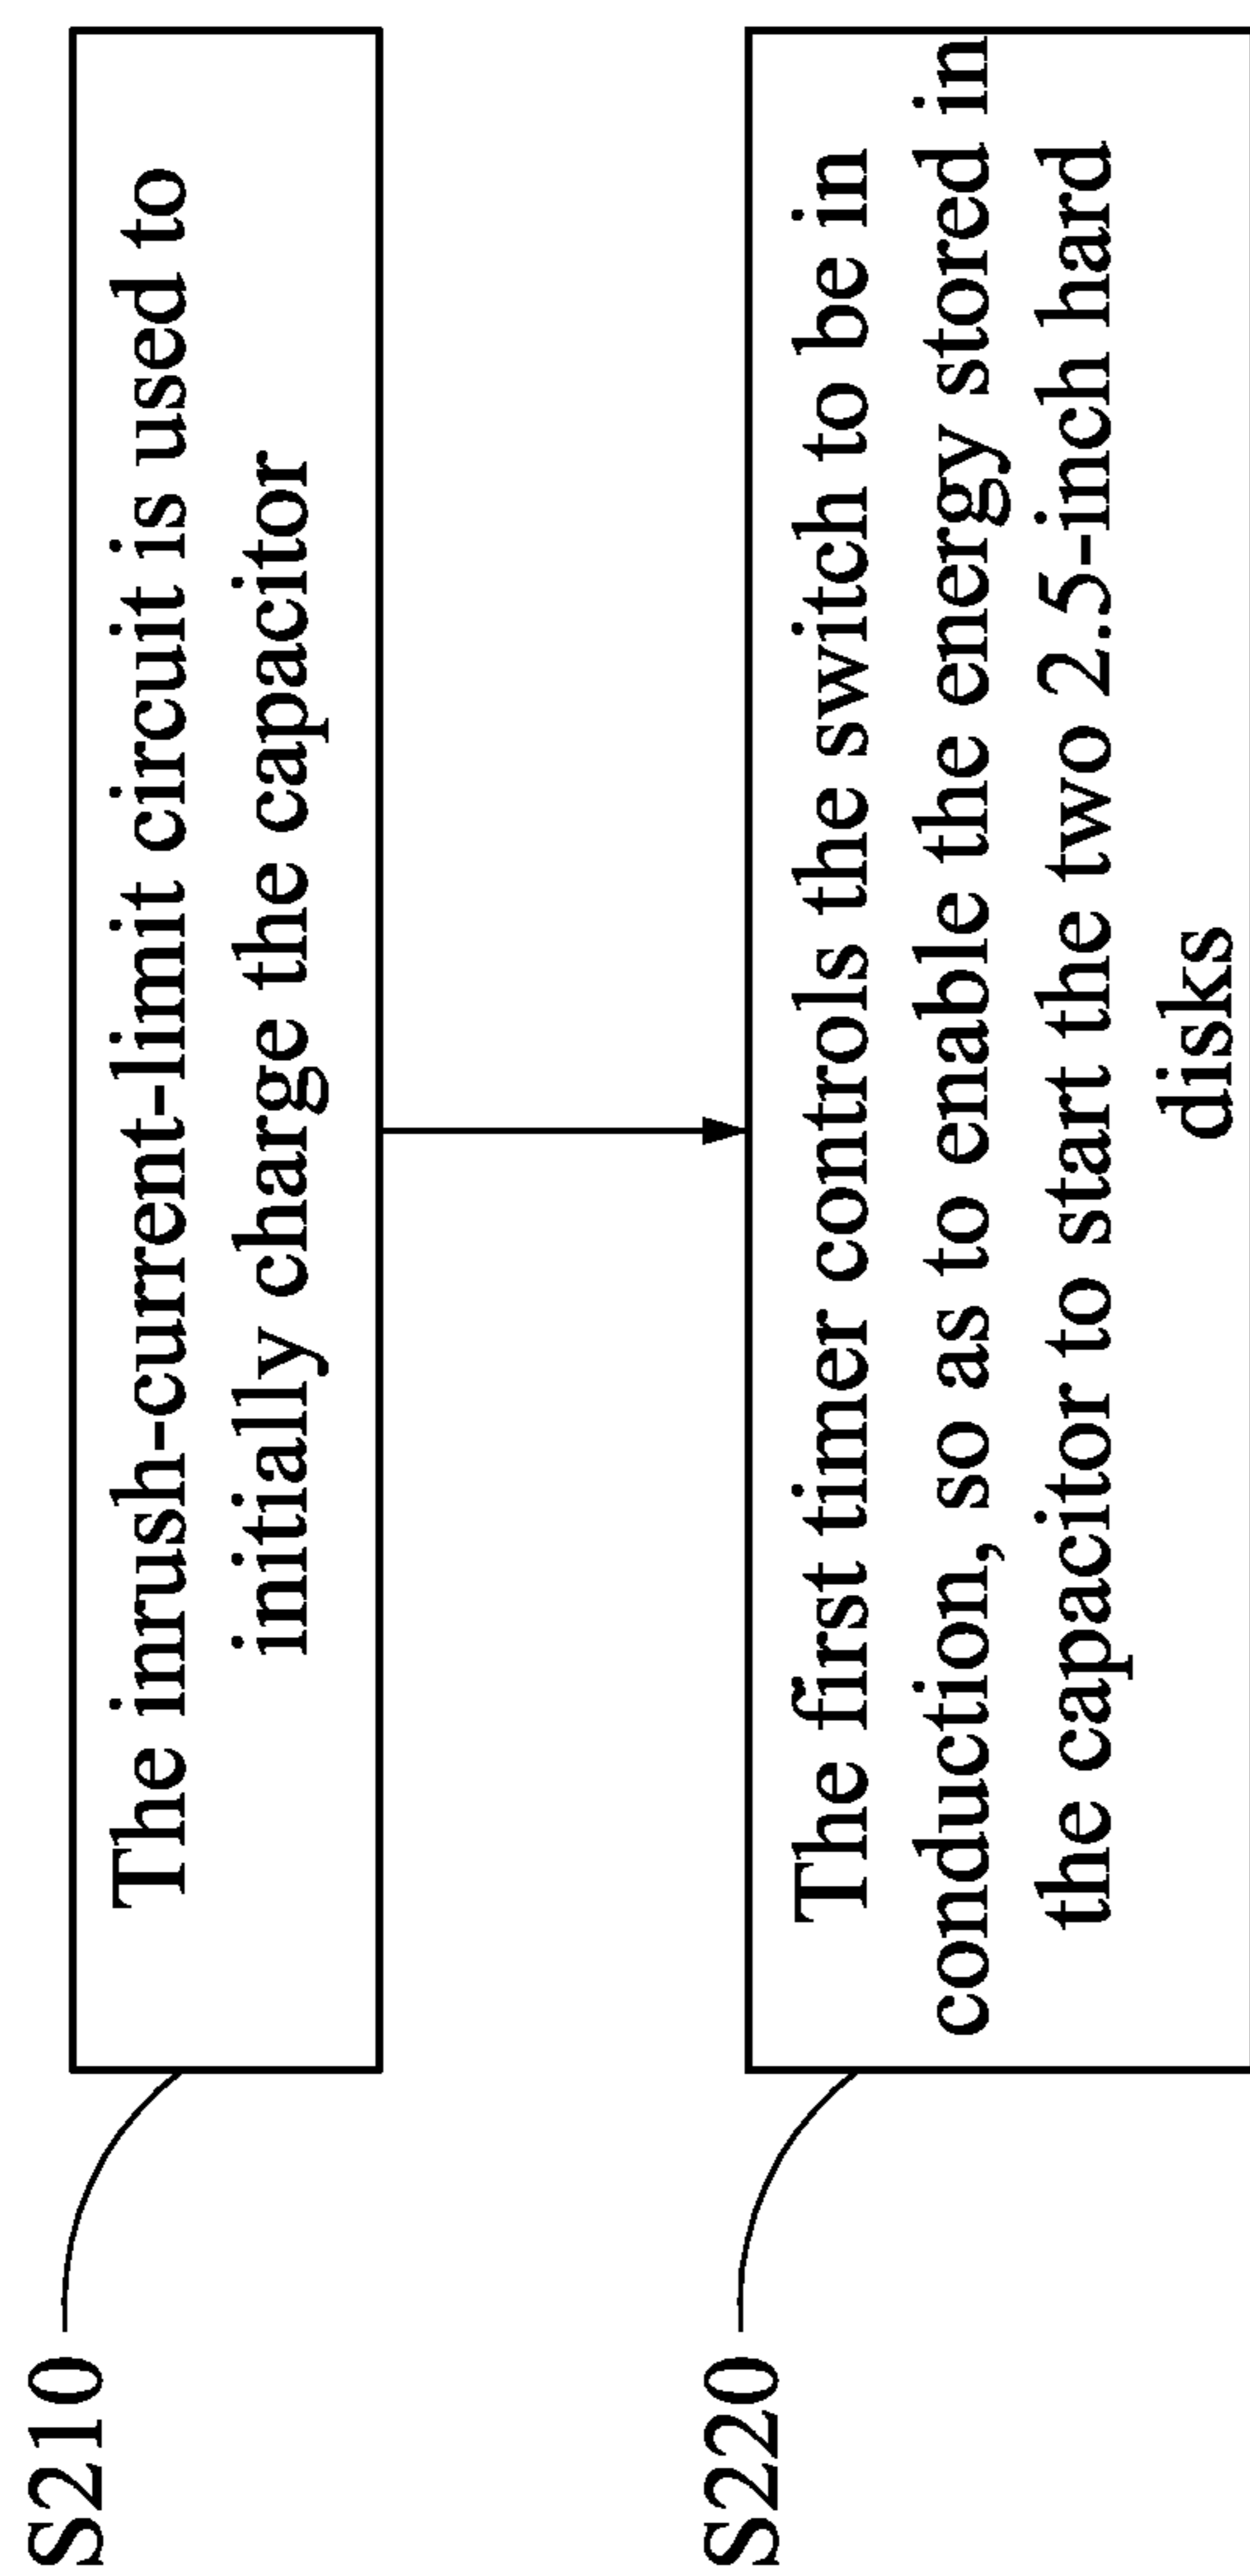 S210
The inrush-current-limit circuit is used to
initially charge the capacitor
S220
The first timer controls the switch to be in
conduction, so as to enable the energy stored in
the capacitor to start the two 2.5-inch hard
disks